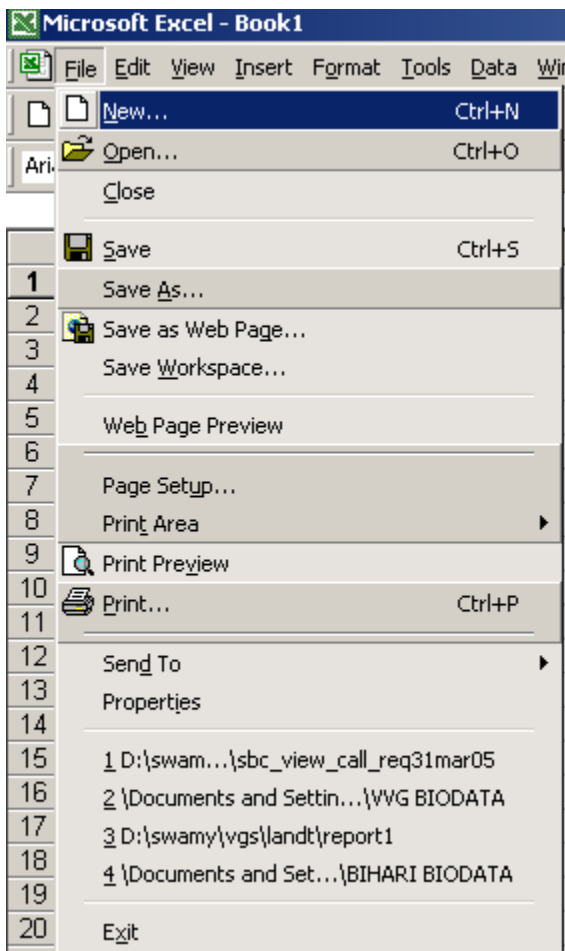 Microsoft Excel - Book1
File Edit View Insert Format Tools Data
New... Ctrl+N
Open... Ctrl+O
Close
Save Ctrl+S
Save As...
Save as Web Page...
Save Workspace...
Web Page Preview
Page Setup...
Print Area
Print Preview
Print... Ctrl+P
Send To
Properties
1 D:\swam...\sbc_view_call_req31mar05
2 \Documents and Settin...\VVG BIODATA
3 D:\swamy\vgs\landt\report1
4 \Documents and Set...\BIHARI BIODATA
Exit
1
2
3
4
5
6
7
8
9
10
11
12
13
14
15
16
17
18
19
20